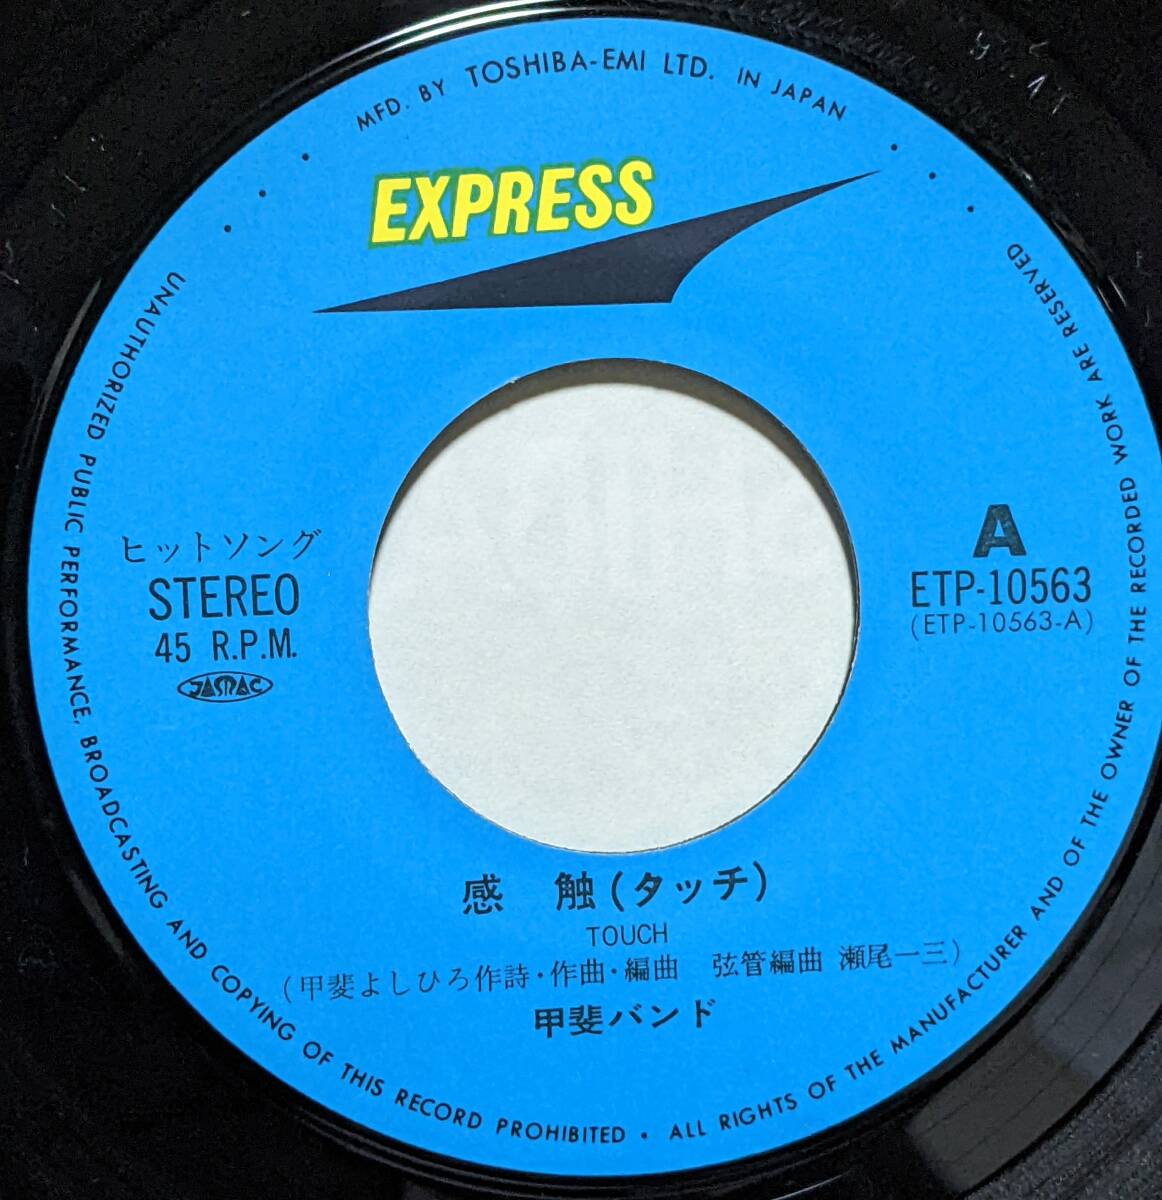 MFD. BY TOSHIBA-EMI LTD. IN JAPAN
EXPRESS
ヒットソング
STEREO
45 R.P.M.
JASRAC
A
ETP-10563
(ETP-10563-A)
感 触(タッチ)
TOUCH
(甲斐よしひろ作詩・作曲・編曲 弦管編曲 瀬尾一三)
甲斐バンド
UNAUTHORIZED PUBLIC PERFORMANCE, BROADCASTING AND COPYING OF THIS RECORD PROHIBITED • ALL RIGHTS OF THE MANUFACTURER AND OF THE OWNER OF THE RECORDED WORK ARE RESERVED